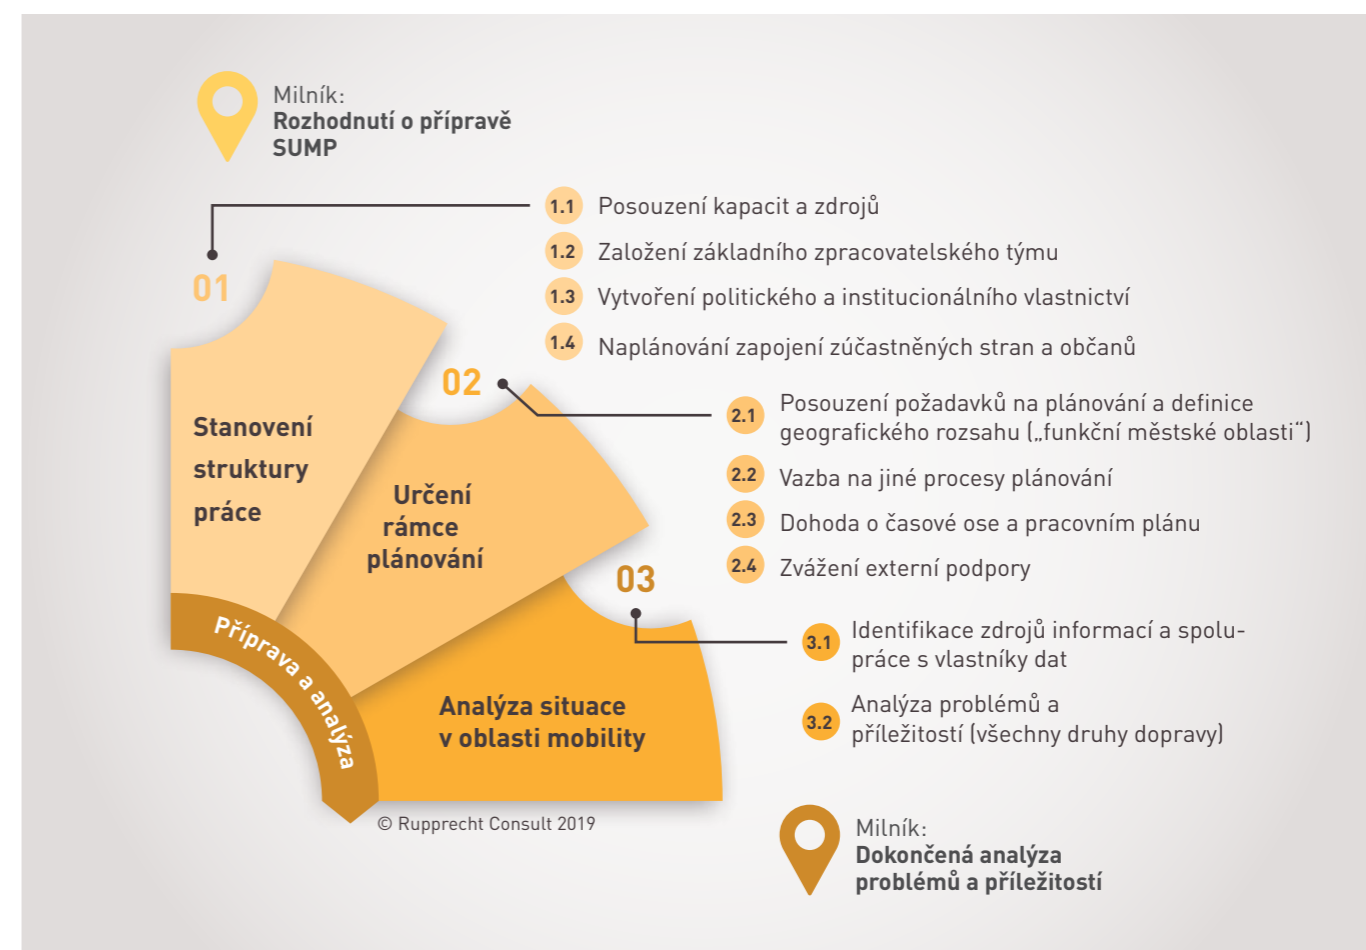 Milník:
Rozhodnutí o přípravě
SUMP
01
1.1 Posouzení kapacit a zdrojů
1.2 Založení základního zpracovatelského týmu
1.3 Vytvoření politického a institucionálního vlastnictví
1.4 Naplánování zapojení zúčastněných stran a občanů
Stanovení
struktury
práce
02
2.1 Posouzení požadavků na plánování a definice
geografického rozsahu („funkční městské oblasti“)
2.2 Vazba na jiné procesy plánování
2.3 Dohoda o časové ose a pracovním plánu
2.4 Zvážení externí podpory
Určení
rámce
plánování
03
3.1 Identifikace zdrojů informací a spolu-
práce s vlastníky dat
3.2 Analýza problémů a
příležitostí (všechny druhy dopravy)
Analýza situace
v oblasti mobility
Příprava a analýza
© Rupprecht Consult 2019
Milník:
Dokončená analýza
problémů a příležitostí